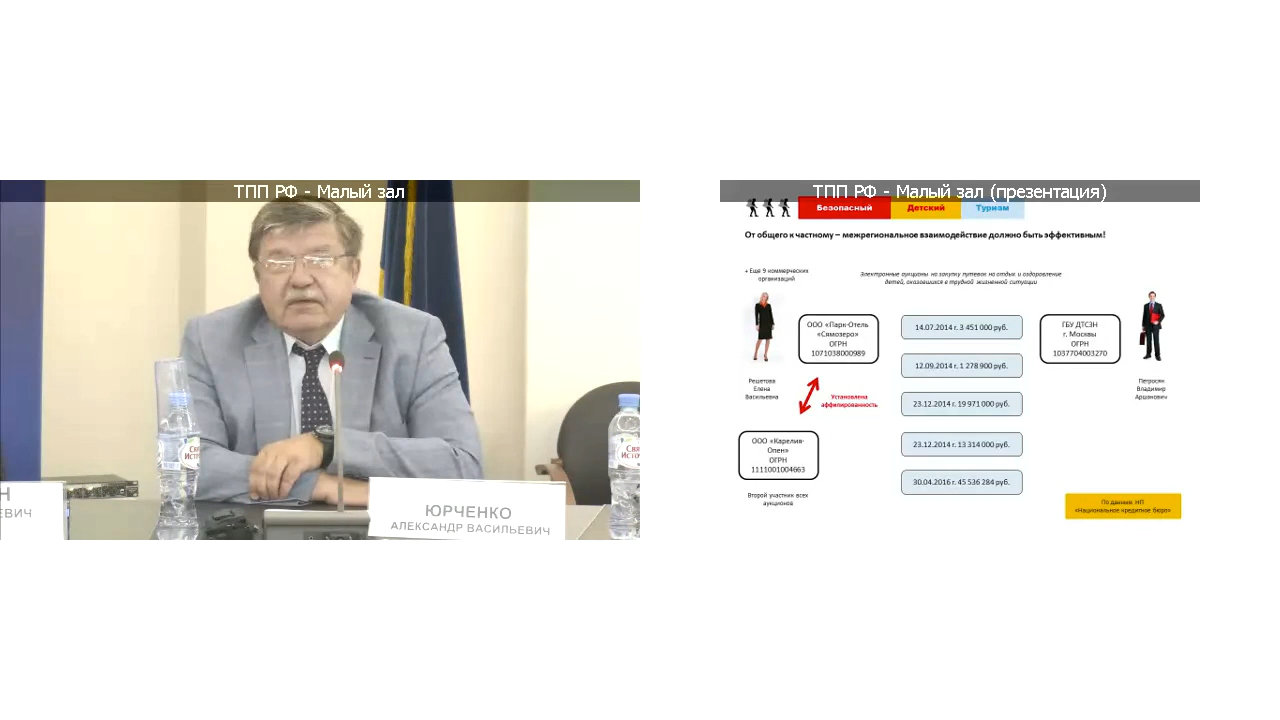 ТПП РФ - Малый зал
Н
ЕВИЧ
ЮРЧЕНКО
АЛЕКСАНДР ВАСИЛЬЕВИЧ
ТПП РФ - Малый зал (презентация)
Безопасный Детский Туризм
От общего к частному – межрегиональное взаимодействие должно быть эффективным!
+ Еще 9 коммерческих
организаций
Электронные аукционы на закупку путевок на отдых и оздоровление
детей, оказавшихся в трудной жизненной ситуации
ООО «Парк-Отель
«Сямозеро»
ОГРН
1071038000989
14.07.2014 г. 3 451 000 руб.
12.09.2014 г. 1 278 900 руб.
23.12.2014 г. 19 971 000 руб.
23.12.2014 г. 13 314 000 руб.
30.04.2016 г. 45 536 284 руб.
ГБУ ДТСЗН
г. Москвы
ОГРН
1037704003270
Решетова
Елена
Васильевна
Установлена
аффилированность
Петросян
Владимир
Аршакович
ООО «Карелия-
Опен»
ОГРН
1111001004663
Второй участник всех
аукционов
По данным НП
«Национальное кредитное бюро»